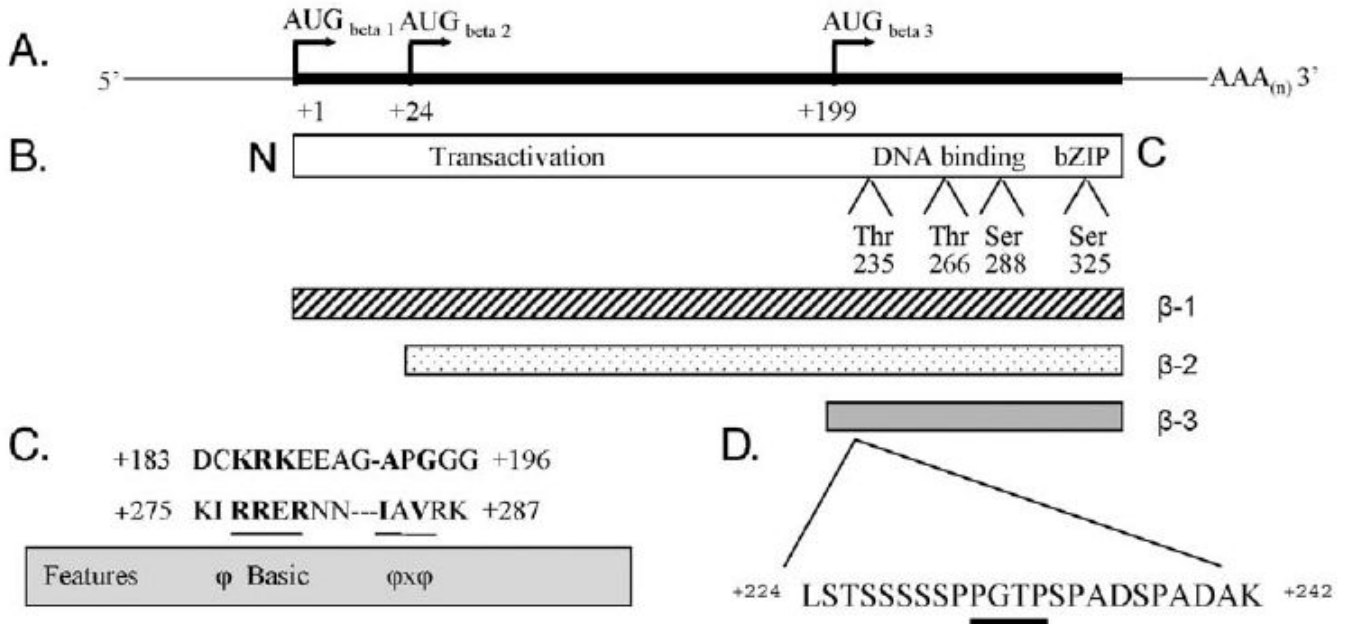 A.
AUG beta 1 AUG beta 2 AUG beta 3
5’ AAA(n) 3’
+1 +24 +199
B.
N Transactivation DNA binding bZIP C
Thr Thr Ser Ser
235 266 288 325
β-1
β-2
β-3
C.
+183 DCKRKEEAG-APGGG +196
+275 KIRRERNN---IAVRK +287
Features φ Basic φxφ
D.
+224 LSTSSSSSPPGTPSPADSPADAK +242